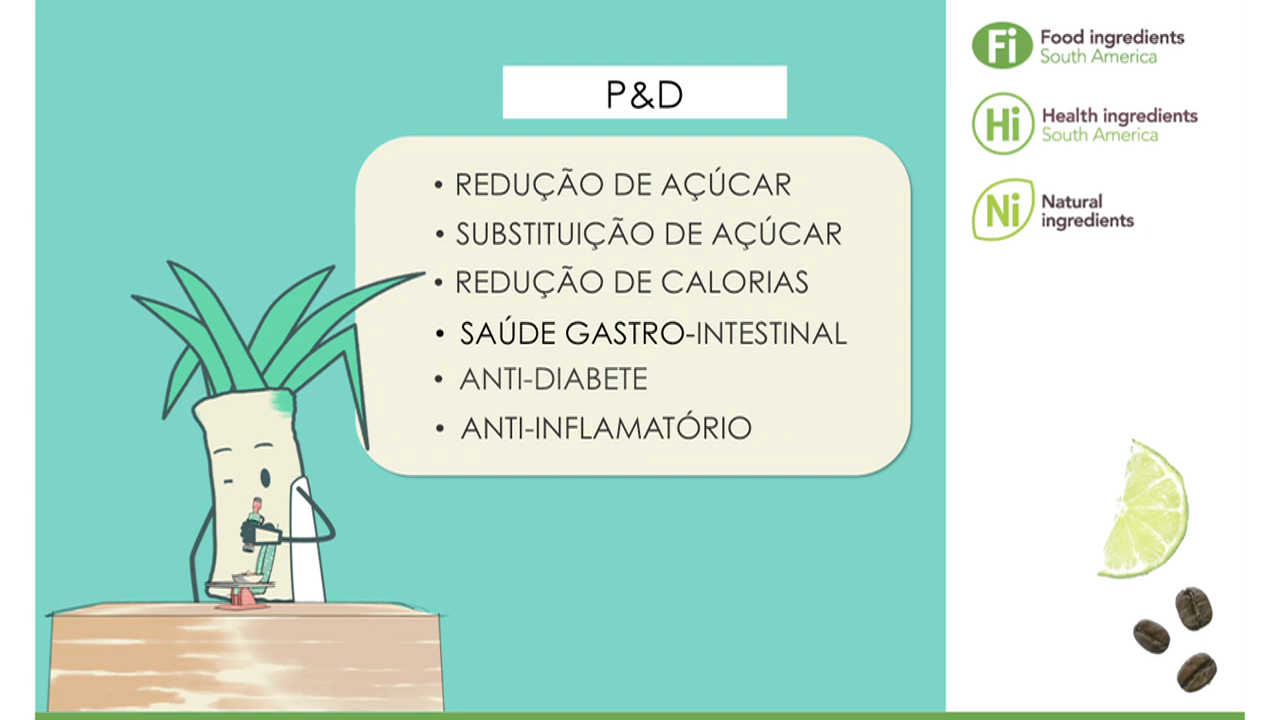 P&D
• REDUÇÃO DE AÇÚCAR
• SUBSTITUIÇÃO DE AÇÚCAR
• REDUÇÃO DE CALORIAS
• SAÚDE GASTRO-INTESTINAL
• ANTI-DIABETE
• ANTI-INFLAMATÓRIO
Fi Food ingredients
South America
Hi Health ingredients
South America
Ni Natural
ingredients